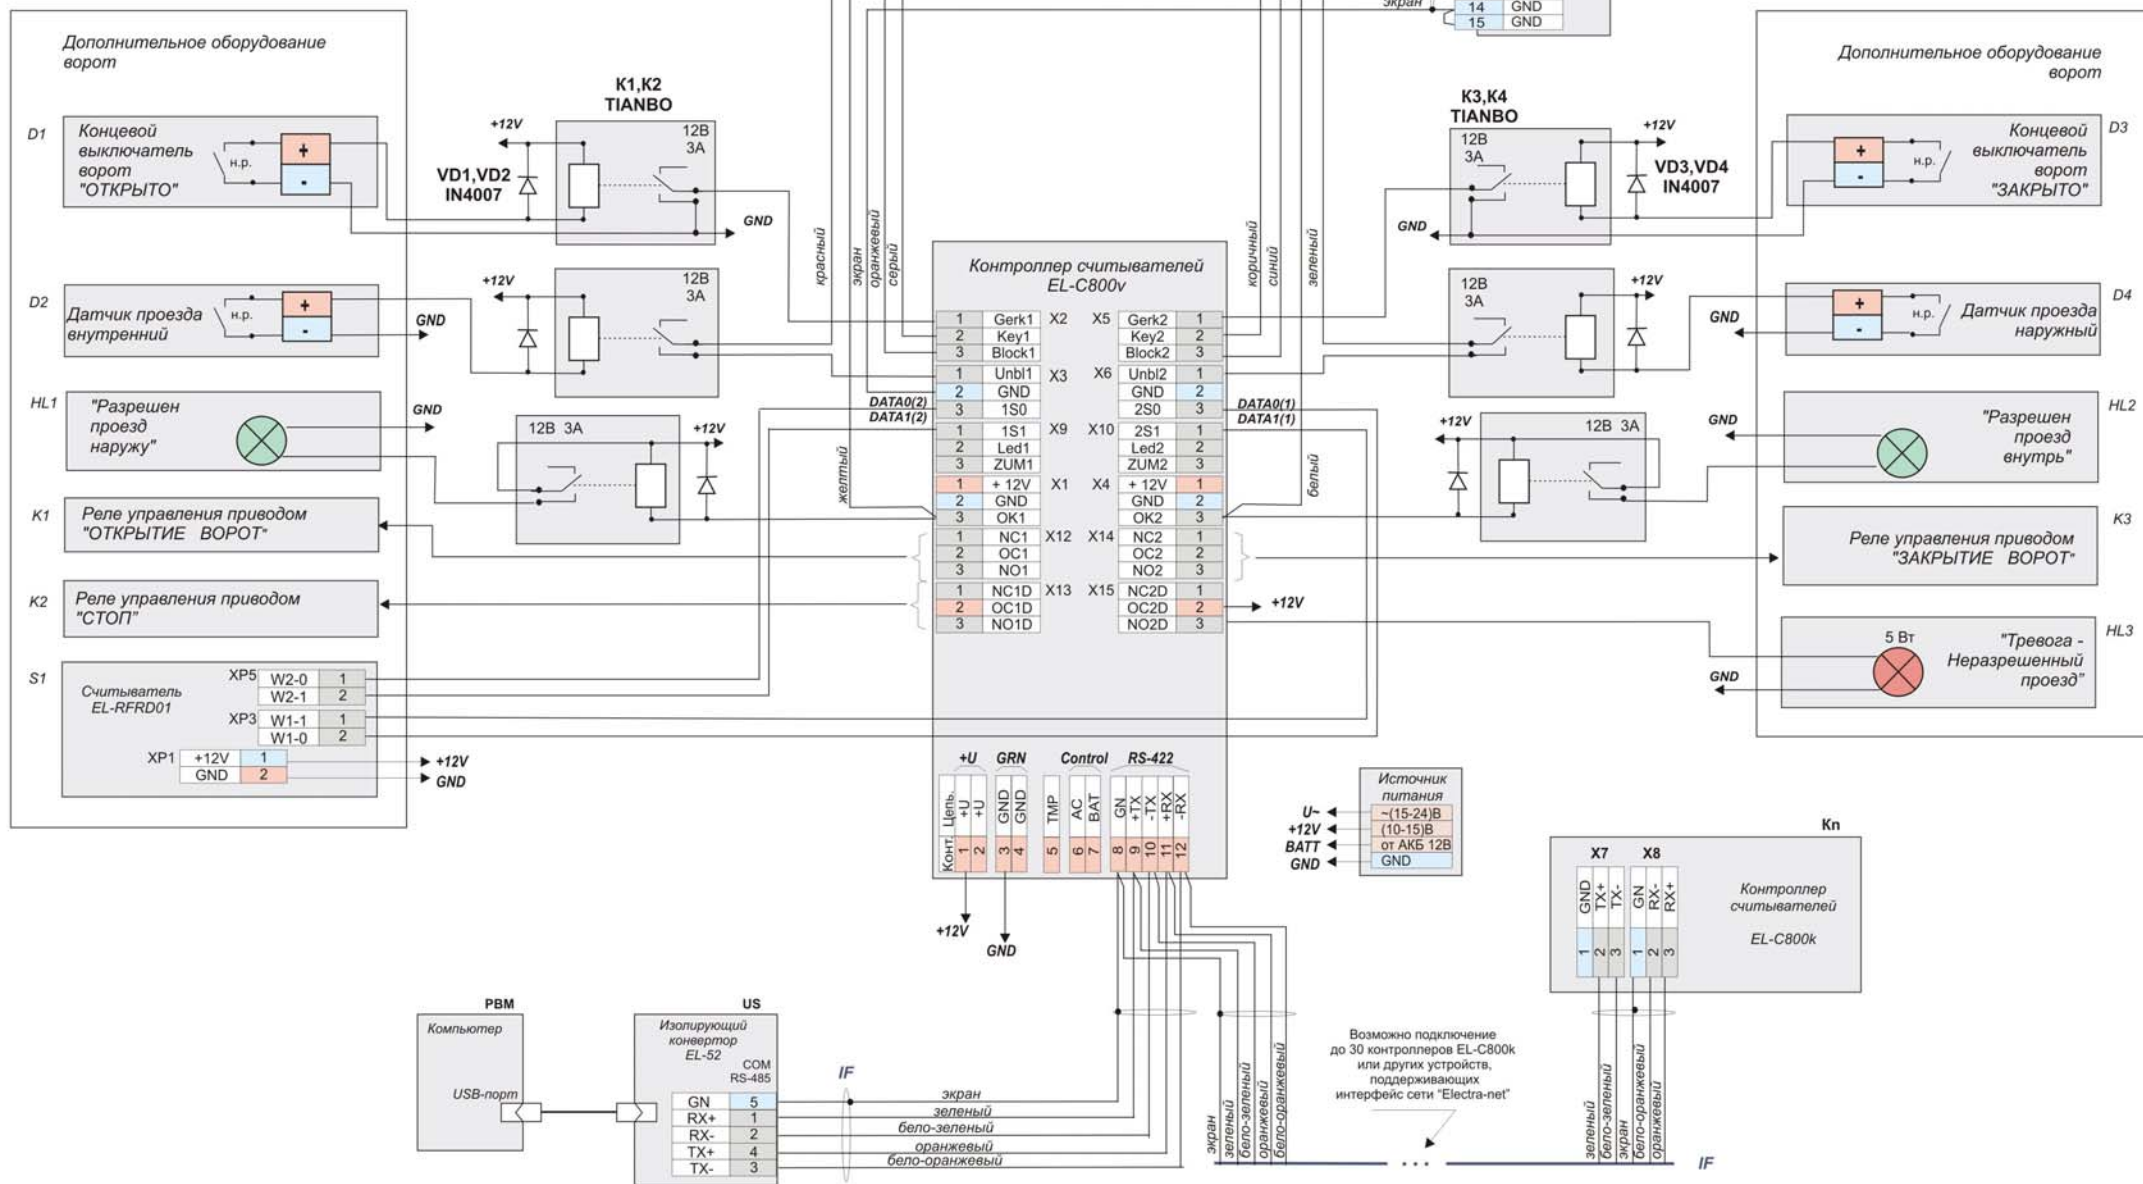 экран
14 GND
15 GND
Дополнительное оборудование
ворот
D1
Концевой
выключатель
ворот
"ОТКРЫТО"
н.р.
+
-
D2
Датчик проезда
внутренний
н.р.
+
-
GND
HL1
"Разрешен
проезд
наружу"
GND
K1
Реле управления приводом
"ОТКРЫТИЕ ВОРОТ"
K2
Реле управления приводом
"СТОП"
S1
Считыватель
EL-RFRD01
XP5
W2-0 1
W2-1 2
XP3
W1-1 1
W1-0 2
XP1
+12V 1
GND 2
+12V
GND
К1,К2
TIANBO
+12V
12В
3А
VD1,VD2
IN4007
GND
+12V
12В
3А
12В 3А
+12V
красный
экран
оранжевый
серый
желтый
DATA0(2)
DATA1(2)
Контроллер считывателей
EL-C800v
1 Gerk1 X2 X5 Gerk2 1
2 Key1 Key2 2
3 Block1 Block2 3
1 Unbl1 X3 X6 Unbl2 1
2 GND GND 2
3 1S0 2S0 3
1 1S1 X9 X10 2S1 1
2 Led1 Led2 2
3 ZUM1 ZUM2 3
1 + 12V X1 X4 + 12V 1
2 GND GND 2
3 OK1 OK2 3
1 NC1 X12 X14 NC2 1
2 OC1 OC2 2
3 NO1 NO2 3
1 NC1D X13 X15 NC2D 1
2 OC1D OC2D 2
3 NO1D NO2D 3
+12V
коричный
синий
зеленый
белый
DATA0(1)
DATA1(1)
+U GRN Control RS-422
Конт. Цепь.
1 +U
2 +U
3 GND
4 GND
5 TMP
6 AC
7 BAT
8 GN
9 +TX
10 -TX
11 +RX
12 -RX
+12V
GND
К3,К4
TIANBO
12В
3А
+12V
VD3,VD4
IN4007
GND
12В
3А
+12V
+12V
12В 3А
Дополнительное оборудование
ворот
D3
Концевой
выключатель
ворот
"ЗАКРЫТО"
н.р.
+
-
D4
Датчик проезда
наружный
н.р.
+
-
GND
HL2
"Разрешен
проезд
внутрь"
GND
K3
Реле управления приводом
"ЗАКРЫТИЕ ВОРОТ"
HL3
5 Вт
"Тревога -
Неразрешенный
проезд"
GND
Источник
питания
U~ ~(15-24)В
+12V (10-15)В
BATT от АКБ 12В
GND GND
Кn
X7 X8
GND 1
TX+ 2
TX- 3
GN 1
RX- 2
RX+ 3
Контроллер
считывателей
EL-C800k
PBM
Компьютер
USB-порт
US
Изолирующий
конвертор
EL-52
COM
RS-485
GN 5
RX+ 1
RX- 2
TX+ 4
TX- 3
IF
экран
зеленый
бело-зеленый
оранжевый
бело-оранжевый
экран
зеленый
бело-зеленый
оранжевый
бело-оранжевый
Возможно подключение
до 30 контроллеров EL-C800k
или других устройств,
поддерживающих
интерфейс сети "Electra-net"
...
зеленый
бело-зеленый
экран
бело-оранжевый
оранжевый
IF